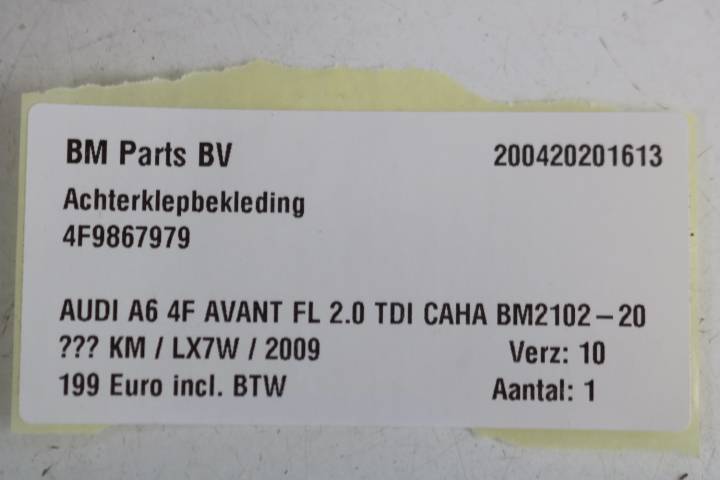 BM Parts BV 200420201613
Achterklepbekleding
4F9867979
AUDI A6 4F AVANT FL 2.0 TDI CAHA BM2102-20
??? KM / LX7W / 2009 Verz: 10
199 Euro incl. BTW Aantal: 1